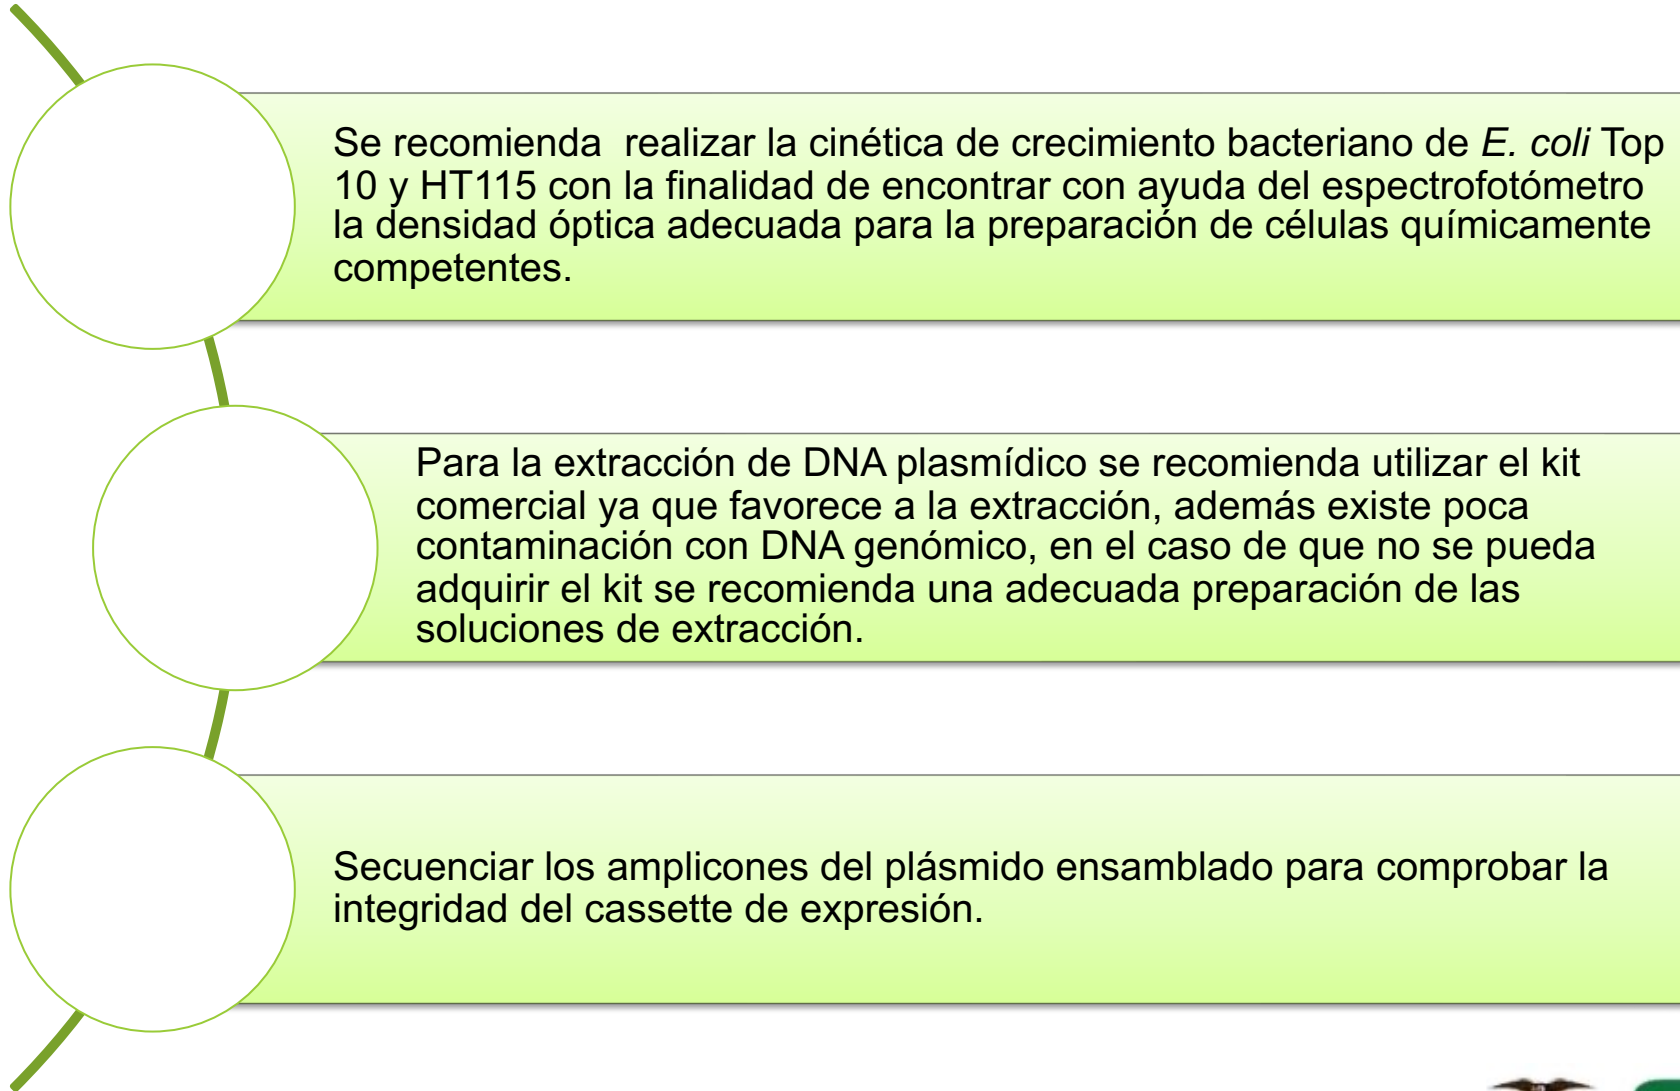 Se recomienda  realizar la cinética de crecimiento bacteriano de E. coli Top
10 y HT115 con la finalidad de encontrar con ayuda del espectrofotómetro
la densidad óptica adecuada para la preparación de células químicamente
competentes.
Para la extracción de DNA plasmídico se recomienda utilizar el kit
comercial ya que favorece a la extracción, además existe poca
contaminación con DNA genómico, en el caso de que no se pueda
adquirir el kit se recomienda una adecuada preparación de las
soluciones de extracción.
Secuenciar los amplicones del plásmido ensamblado para comprobar la
integridad del cassette de expresión.